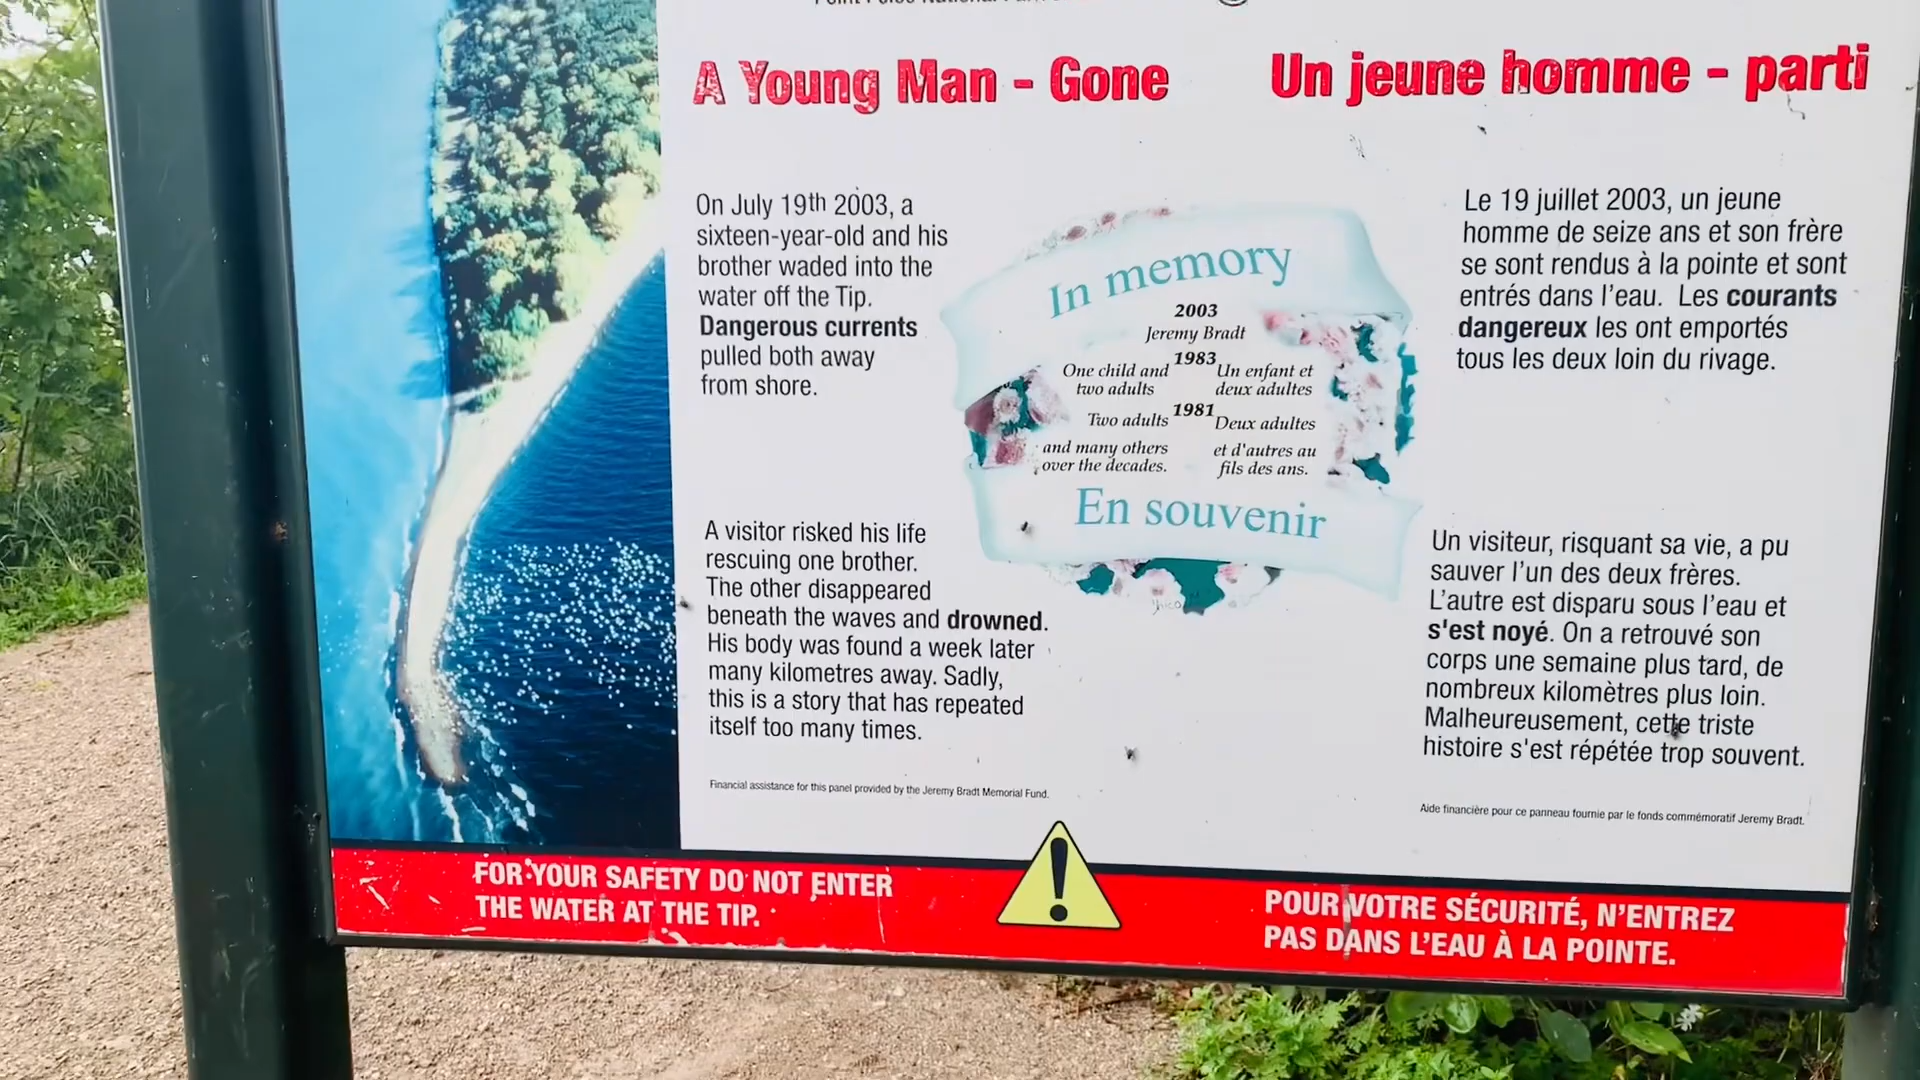 A Young Man - Gone
Un jeune homme - parti
On July 19th 2003, a
sixteen-year-old and his
brother waded into the
water off the Tip.
Dangerous currents
pulled both away
from shore.
A visitor risked his life
rescuing one brother.
The other disappeared
beneath the waves and drowned.
His body was found a week later
many kilometres away. Sadly,
this is a story that has repeated
itself too many times.
Financial assistance for this panel provided by the Jeremy Bradt Memorial Fund.
In memory
2003
Jeremy Bradt
1983
One child and
two adults
Un enfant et
deux adultes
1981
Two adults
Deux adultes
and many others
over the decades.
et d'autres au
fils des ans.
En souvenir
Le 19 juillet 2003, un jeune
homme de seize ans et son frère
se sont rendus à la pointe et sont
entrés dans l'eau. Les courants
dangereux les ont emportés
tous les deux loin du rivage.
Un visiteur, risquant sa vie, a pu
sauver l'un des deux frères.
L'autre est disparu sous l'eau et
s'est noyé. On a retrouvé son
corps une semaine plus tard, de
nombreux kilomètres plus loin.
Malheureusement, cette triste
histoire s'est répétée trop souvent.
Aide financière pour ce panneau fournie par le fonds commémoratif Jeremy Bradt.
FOR YOUR SAFETY DO NOT ENTER
THE WATER AT THE TIP.
POUR VOTRE SÉCURITÉ, N'ENTREZ
PAS DANS L'EAU À LA POINTE.